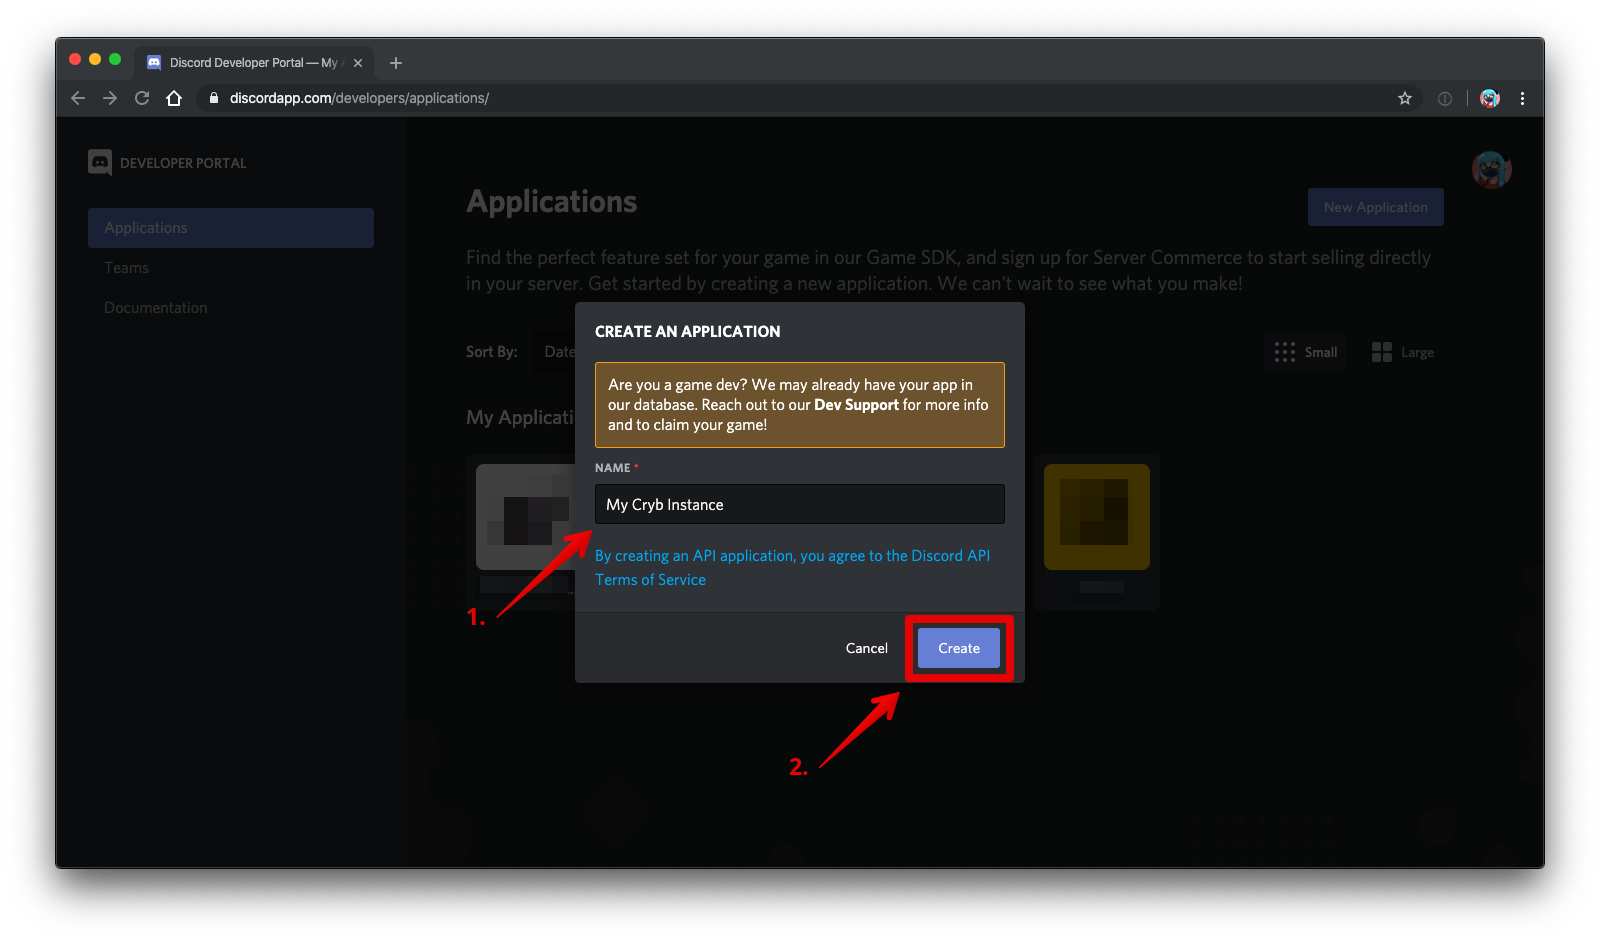 Discord Developer Portal — My
discordapp.com/developers/applications/
DEVELOPER PORTAL
Applications
Teams
Documentation
Applications
New Application
Find the perfect feature set for your game in our Game SDK, and sign up for Server Commerce to start selling directly
in your server. Get started by creating a new application. We can't wait to see what you make!
Sort By:
Date
Small
Large
My Applicati
CREATE AN APPLICATION
Are you a game dev? We may already have your app in
our database. Reach out to our Dev Support for more info
and to claim your game!
NAME *
My Cryb Instance
By creating an API application, you agree to the Discord API
Terms of Service
1.
Cancel
Create
2.